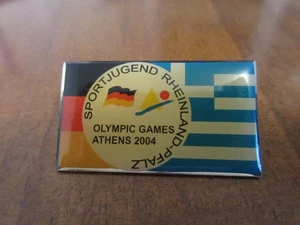 SPORTJUGEND RHEINLAND-PFALZ
OLYMPIC GAMES
ATHENS 2004